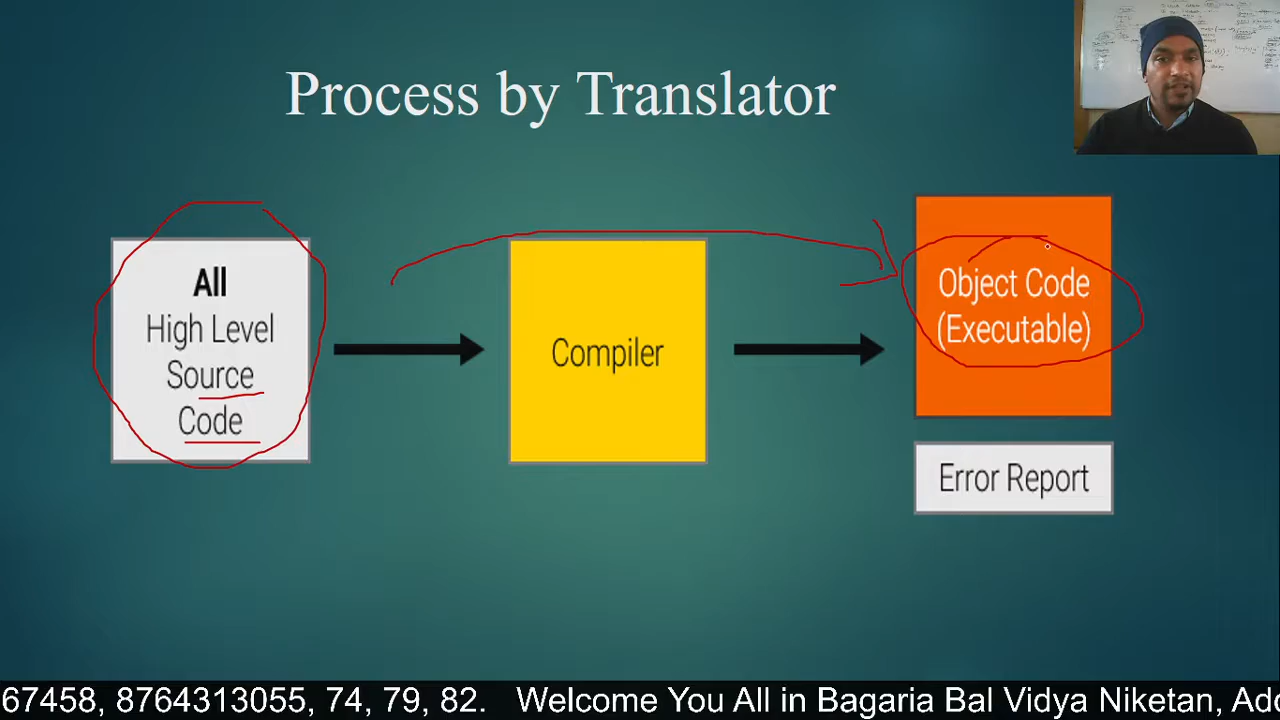 Process by Translator
All
High Level
Source
Code
Compiler
Object Code
(Executable)
Error Report
67458, 8764313055, 74, 79, 82. Welcome You All in Bagaria Bal Vidya Niketan, Add